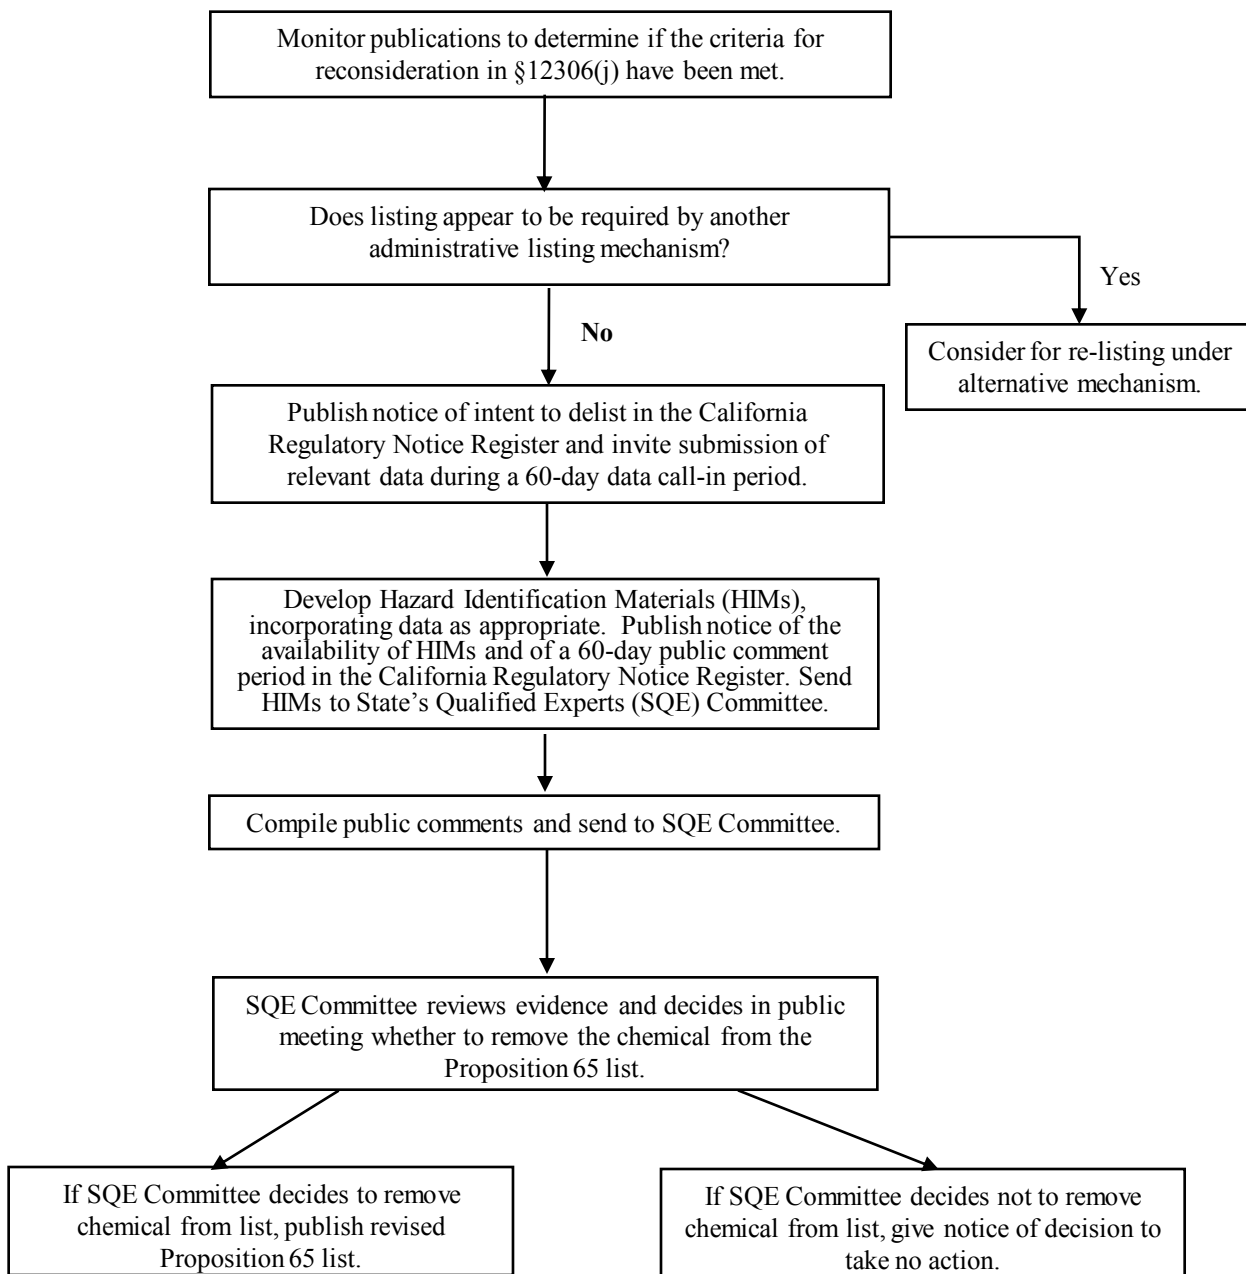 Monitor publications to determine if the criteria for
reconsideration in §12306(j) have been met.
Does listing appear to be required by another
administrative listing mechanism?
Yes
No
Consider for re-listing under
alternative mechanism.
Publish notice of intent to delist in the California
Regulatory Notice Register and invite submission of
relevant data during a 60-day data call-in period.
Develop Hazard Identification Materials (HIMs),
incorporating data as appropriate. Publish notice of the
availability of HIMs and of a 60-day public comment
period in the California Regulatory Notice Register. Send
HIMs to State’s Qualified Experts (SQE) Committee.
Compile public comments and send to SQE Committee.
SQE Committee reviews evidence and decides in public
meeting whether to remove the chemical from the
Proposition 65 list.
If SQE Committee decides to remove
chemical from list, publish revised
Proposition 65 list.
If SQE Committee decides not to remove
chemical from list, give notice of decision to
take no action.